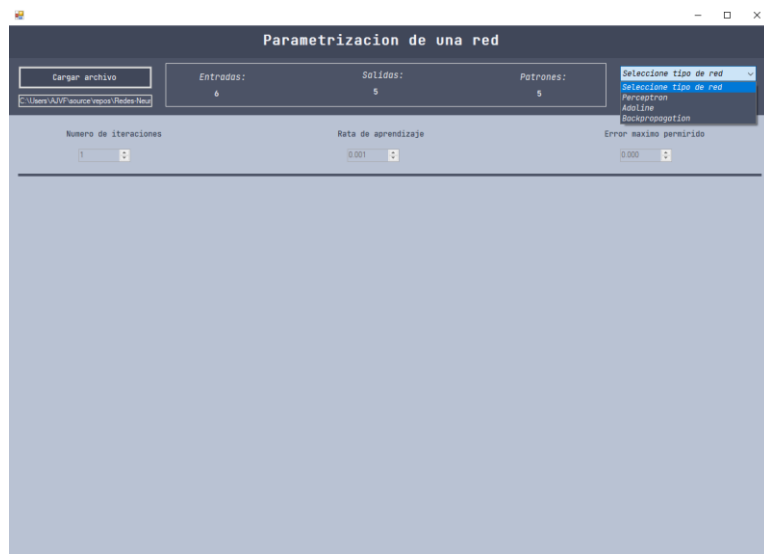 Parametrizacion de una red
Cargar archivo
C:\Users\AJVF\source\repos\Redes-Neur
Entradas:
6
Salidas:
5
Patrones:
5
Seleccione tipo de red
Seleccione tipo de red
Perceptron
Adaline
Backpropagation
Numero de iteraciones
1
Rata de aprendizaje
0.001
Error maximo permirido
0.000